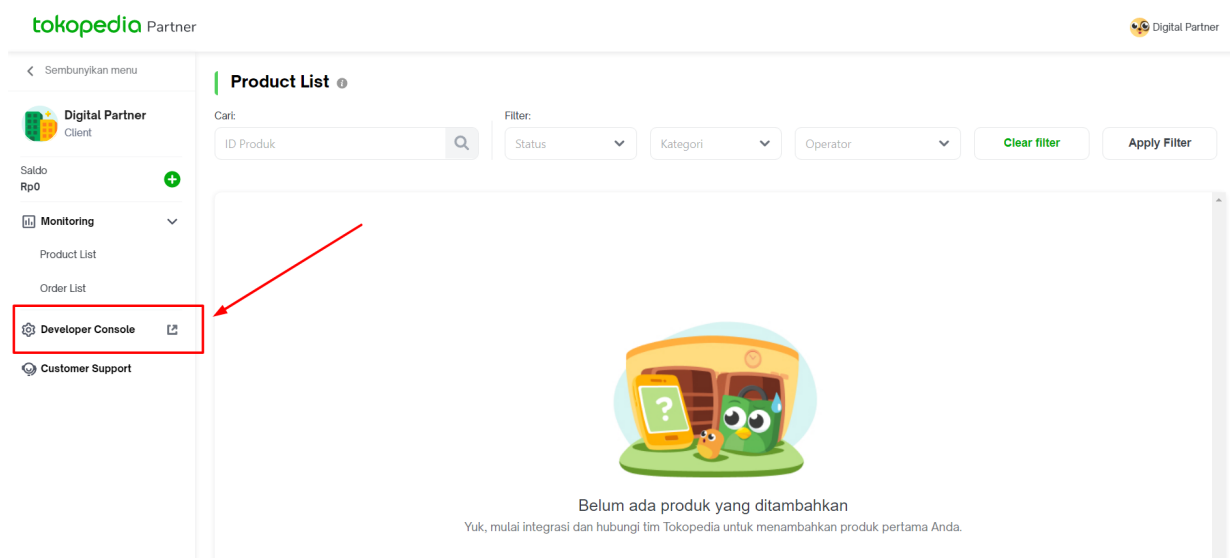 tokopedia Partner
Digital Partner
Sembunyikan menu
Digital Partner
Client
Saldo
Rp0
Monitoring
Product List
Order List
Developer Console
Customer Support
Product List
Cari:
ID Produk
Filter:
Status
Kategori
Operator
Clear filter
Apply Filter
?
Belum ada produk yang ditambahkan
Yuk, mulai integrasi dan hubungi tim Tokopedia untuk menambahkan produk pertama Anda.